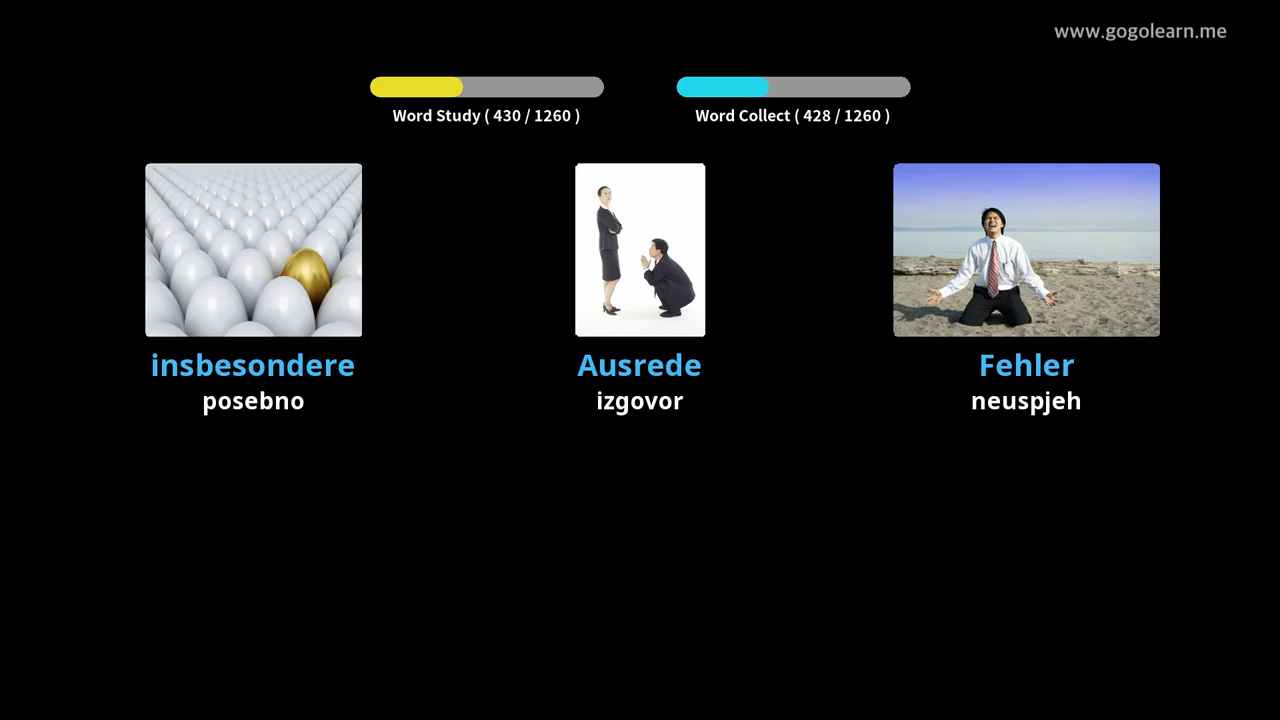 www.gogolearn.me
Word Study ( 430 / 1260 )
Word Collect ( 428 / 1260 )
insbesondere
posebno
Ausrede
izgovor
Fehler
neuspjeh